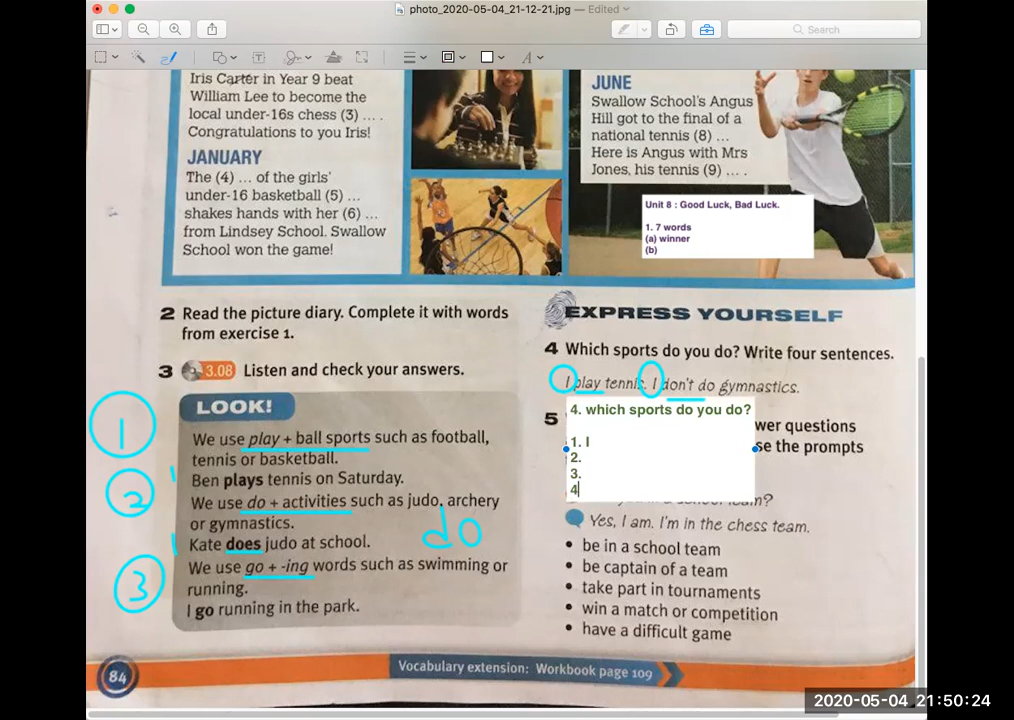 photo_2020-05-04_21-12-21.jpg — Edited
Search
Iris Carter in Year 9 beat
William Lee to become the
local under-16s chess (3) ... .
Congratulations to you Iris!
JANUARY
The (4) ... of the girls'
under-16 basketball (5) ...
shakes hands with her (6) ...
from Lindsey School. Swallow
School won the game!
JUNE
Swallow School's Angus
Hill got to the final of a
national tennis (8) ...
Here is Angus with Mrs
Jones, his tennis (9) ... .
Unit 8 : Good Luck, Bad Luck.
1. 7 words
(a) winner
(b)
2 Read the picture diary. Complete it with words
from exercise 1.
3 3.08 Listen and check your answers.
LOOK!
1
We use play + ball sports such as football,
tennis or basketball.
Ben plays tennis on Saturday.
2
We use do + activities such as judo, archery
or gymnastics.
do
Kate does judo at school.
3
We use go + -ing words such as swimming or
running.
I go running in the park.
EXPRESS YOURSELF
4 Which sports do you do? Write four sentences.
I play tennis. I don't do gymnastics.
4. which sports do you do?
1. I
2.
3.
4
5
wer questions
se the prompts
Yes, I am. I'm in the chess team.
• be in a school team
• be captain of a team
• take part in tournaments
• win a match or competition
• have a difficult game
84
Vocabulary extension: Workbook page 109
2020-05-04 21:50:24